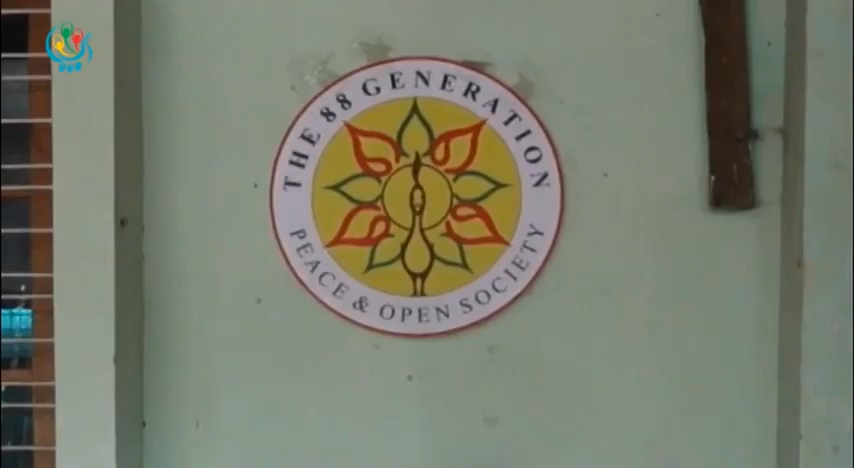 THE 88 GENERATION
PEACE & OPEN SOCIETY